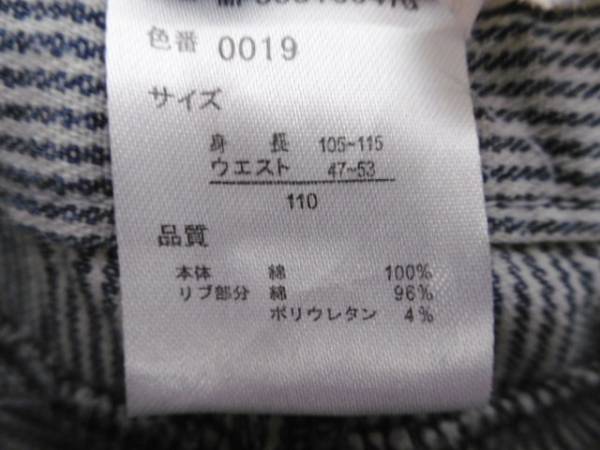 色番 0019
サイズ
身 長 105~115
ウエスト 47~53
110
品質
本体 綿 100%
リブ部分 綿 96%
ポリウレタン 4%